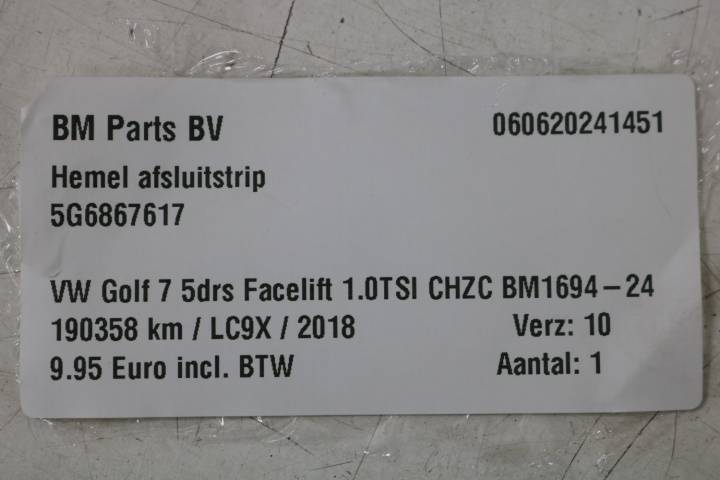 BM Parts BV 060620241451
Hemel afsluitstrip
5G6867617
VW Golf 7 5drs Facelift 1.0TSI CHZC BM1694-24
190358 km / LC9X / 2018 Verz: 10
9.95 Euro incl. BTW Aantal: 1